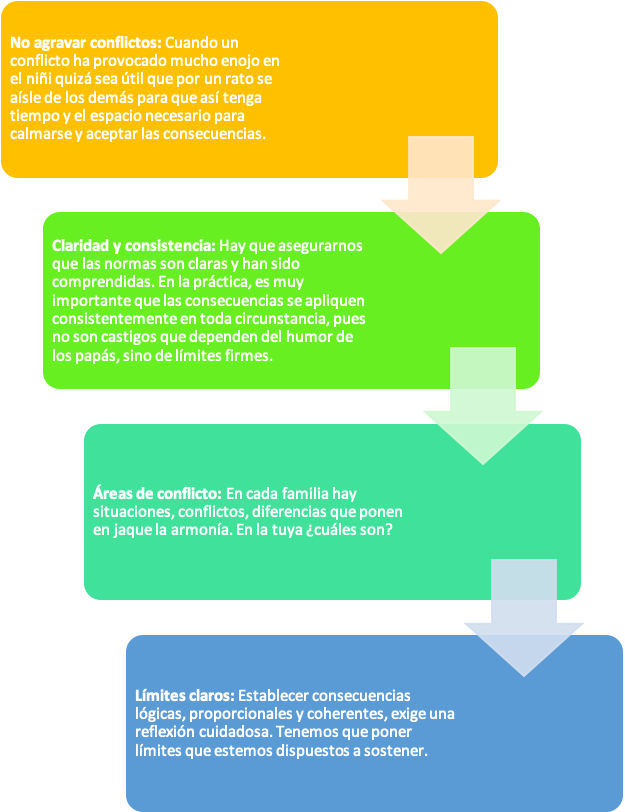 No agravar conflictos: Cuando un
conflicto ha provocado mucho enojo en
el niñi quizá sea útil que por un rato se
aísle de los demás para que así tenga
tiempo y el espacio necesario para
calmarse y aceptar las consecuencias.
Claridad y consistencia: Hay que asegurarnos
que las normas son claras y han sido
comprendidas. En la práctica, es muy
importante que las consecuencias se apliquen
consistentemente en toda circunstancia, pues
no son castigos que dependen del humor de
los papás, sino de límites firmes.
Áreas de conflicto: En cada familia hay
situaciones, conflictos, diferencias que ponen
en jaque la armonía. En la tuya ¿cuáles son?
Límites claros: Establecer consecuencias
lógicas, proporcionales y coherentes, exige una
reflexión cuidadosa. Tenemos que poner
límites que estemos dispuestos a sostener.